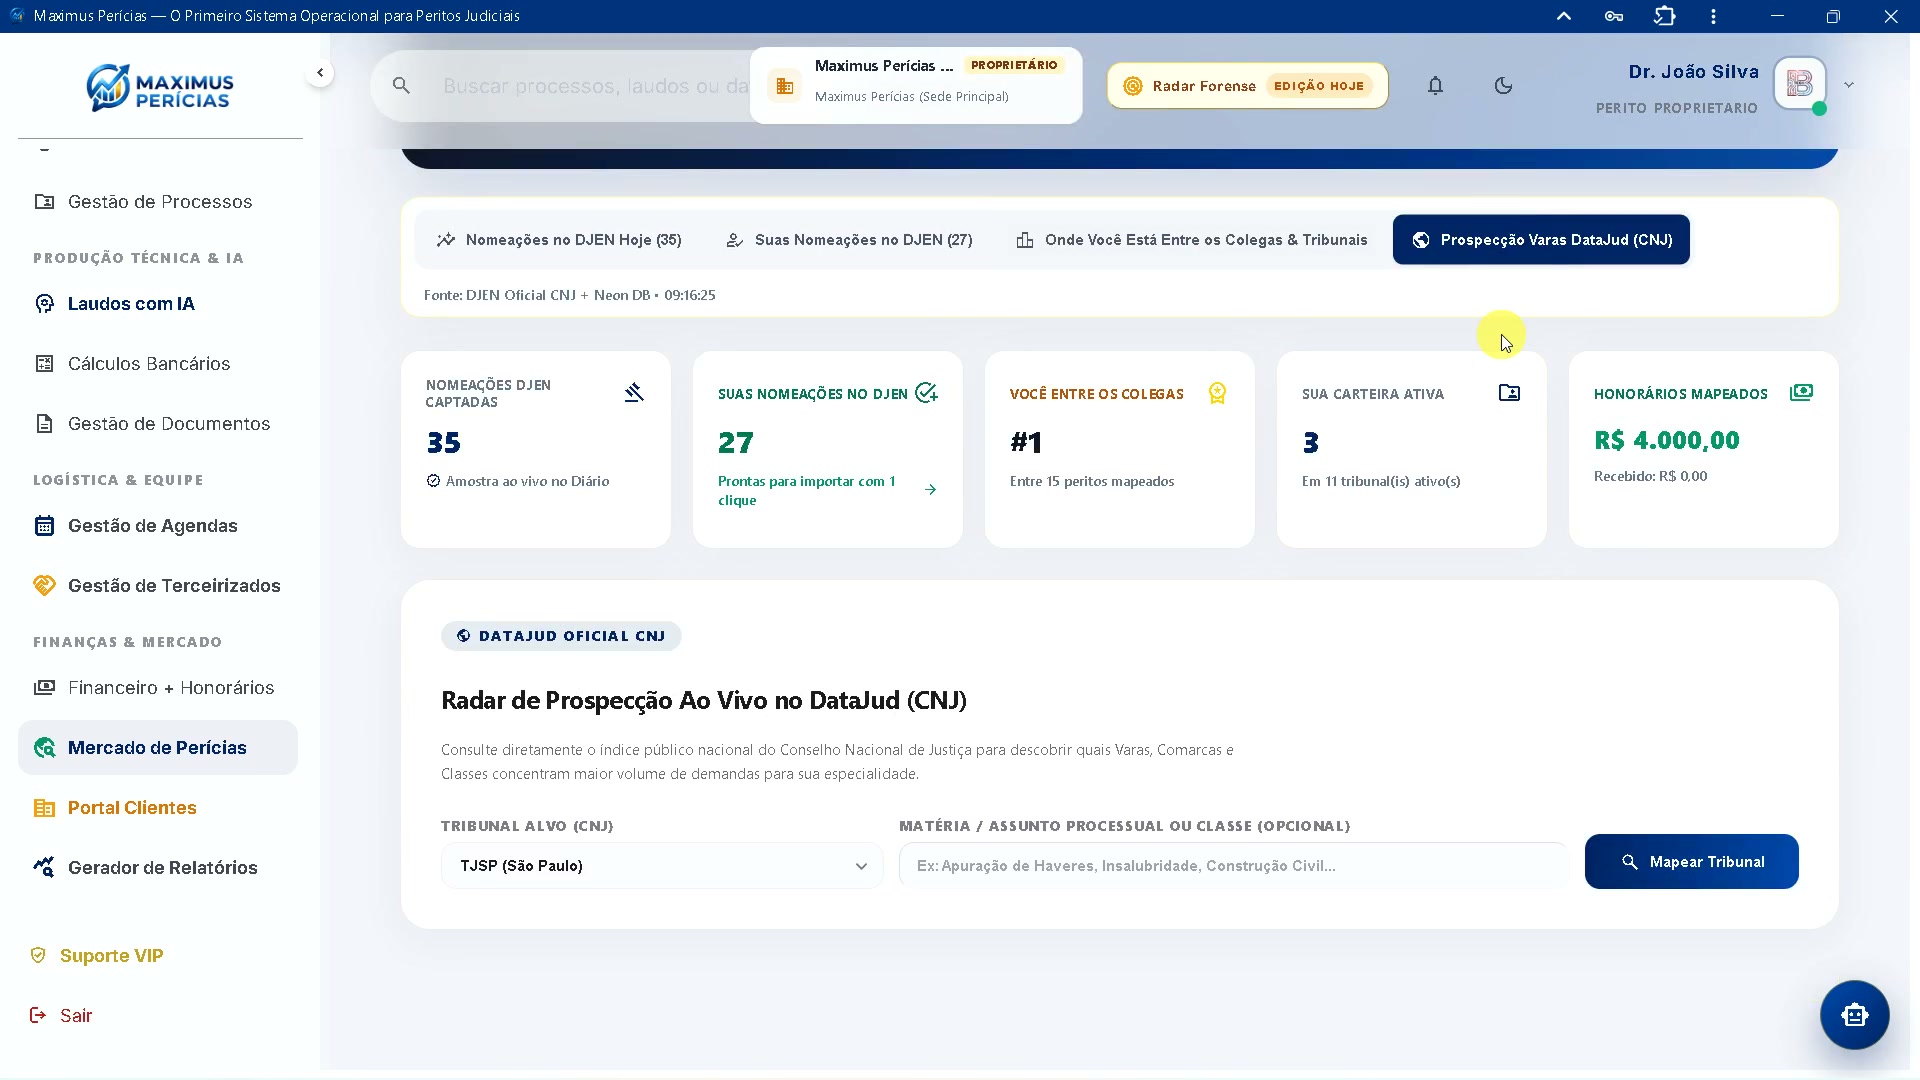 Maximus Perícias — O Primeiro Sistema Operacional para Peritos Judiciais
MAXIMUS
PERÍCIAS
Buscar processos, laudos ou da
Maximus Perícias ...
PROPRIETÁRIO
Maximus Perícias (Sede Principal)
Radar Forense
EDIÇÃO HOJE
Dr. João Silva
PERITO PROPRIETARIO
Gestão de Processos
PRODUÇÃO TÉCNICA & IA
Laudos com IA
Cálculos Bancários
Gestão de Documentos
LOGÍSTICA & EQUIPE
Gestão de Agendas
Gestão de Terceirizados
FINANÇAS & MERCADO
Financeiro + Honorários
Mercado de Perícias
Portal Clientes
Gerador de Relatórios
Suporte VIP
Sair
Nomeações no DJEN Hoje (35)
Suas Nomeações no DJEN (27)
Onde Você Está Entre os Colegas & Tribunais
Prospecção Varas DataJud (CNJ)
Fonte: DJEN Oficial CNJ + Neon DB • 09:16:25
NOMEAÇÕES DJEN
CAPTADAS
35
Amostra ao vivo no Diário
SUAS NOMEAÇÕES NO DJEN
27
Prontas para importar com 1
clique
VOCÊ ENTRE OS COLEGAS
#1
Entre 15 peritos mapeados
SUA CARTEIRA ATIVA
3
Em 11 tribunal(is) ativo(s)
HONORÁRIOS MAPEADOS
R$ 4.000,00
Recebido: R$ 0,00
DATAJUD OFICIAL CNJ
Radar de Prospecção Ao Vivo no DataJud (CNJ)
Consulte diretamente o índice público nacional do Conselho Nacional de Justiça para descobrir quais Varas, Comarcas e
Classes concentram maior volume de demandas para sua especialidade.
TRIBUNAL ALVO (CNJ)
TJSP (São Paulo)
MATÉRIA / ASSUNTO PROCESSUAL OU CLASSE (OPCIONAL)
Ex: Apuração de Haveres, Insalubridade, Construção Civil...
Mapear Tribunal